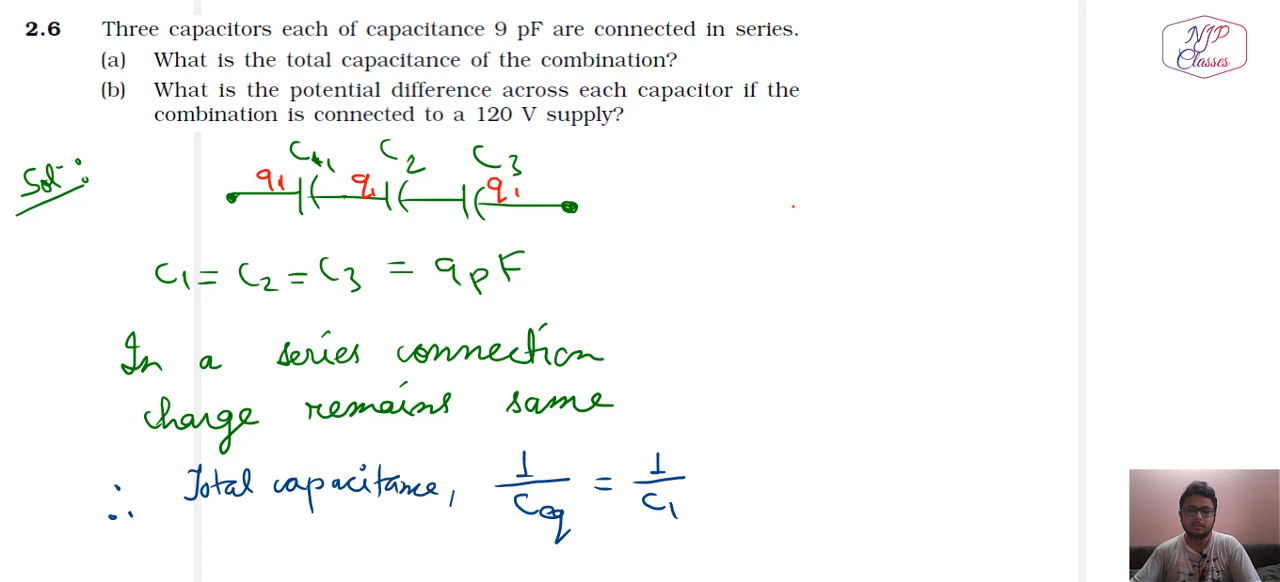 2.6 Three capacitors each of capacitance 9 pF are connected in series.
(a) What is the total capacitance of the combination?
(b) What is the potential difference across each capacitor if the
combination is connected to a 120 V supply?
NJP
Classes
Sol:
C1 C2 C3
q1 q1 q1
C1 = C2 = C3 = 9pF
In a series connection
charge remains same
∴ Total capacitance, 1/Ceq = 1/C1